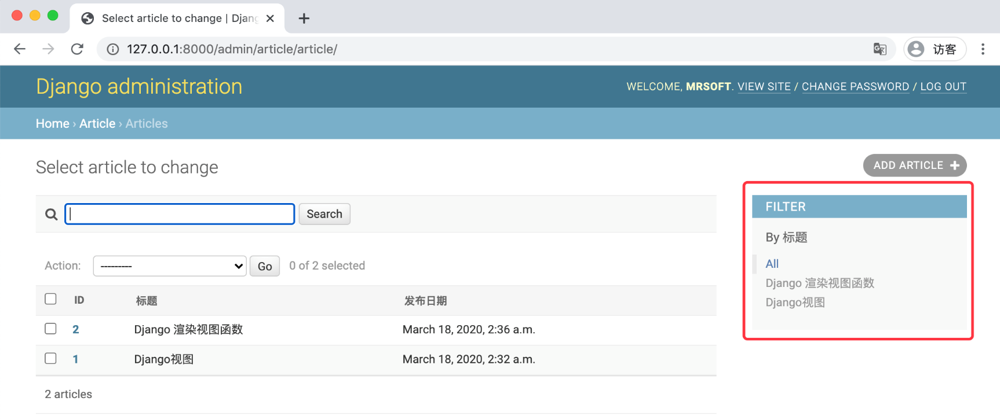 Select article to change | Djang
127.0.0.1:8000/admin/article/article/
访客
Django administration
WELCOME, MRSOFT. VIEW SITE / CHANGE PASSWORD / LOG OUT
Home › Article › Articles
Select article to change
ADD ARTICLE +
Search
FILTER
By 标题
All
Django 渲染视图函数
Django视图
Action: --------- Go 0 of 2 selected
ID 标题 发布日期
2 Django 渲染视图函数 March 18, 2020, 2:36 a.m.
1 Django视图 March 18, 2020, 2:32 a.m.
2 articles